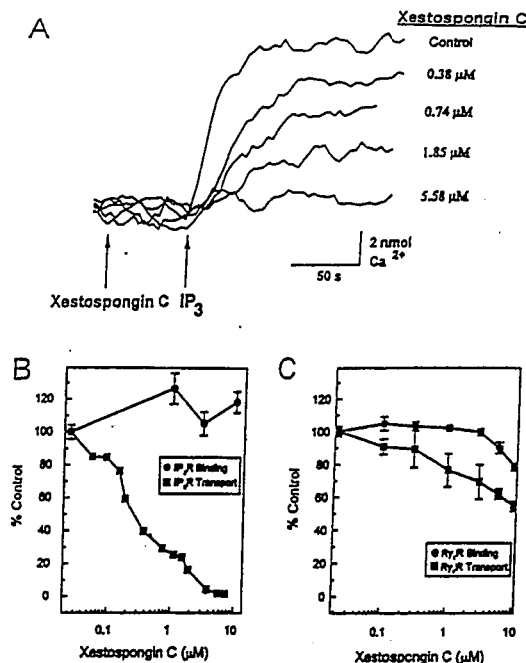 A
Xestospongin C
Control
0.38 µM
0.74 µM
1.85 µM
5.58 µM
Xestospongin C IP3
2 nmol
Ca 2+
50 s
B
% Control
120
100
80
60
40
20
0
IP3R Binding
IP3R Transport
0.1 1 10
Xestospongin C (µM)
C
% Control
120
100
80
60
40
20
0
Ry1R Binding
Ry1R Transport
0.1 1 10
Xestospongin C (µM)